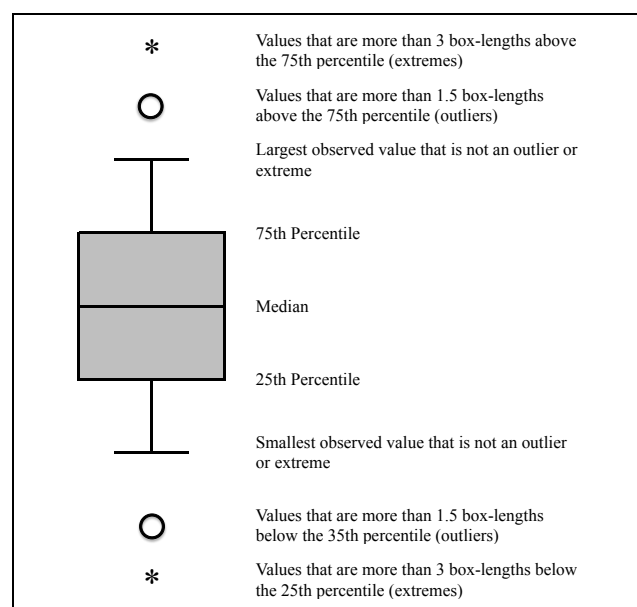 Values that are more than 3 box-lengths above
the 75th percentile (extremes)
Values that are more than 1.5 box-lengths
above the 75th percentile (outliers)
Largest observed value that is not an outlier or
extreme
75th Percentile
Median
25th Percentile
Smallest observed value that is not an outlier
or extreme
Values that are more than 1.5 box-lengths
below the 35th percentile (outliers)
Values that are more than 3 box-lengths below
the 25th percentile (extremes)